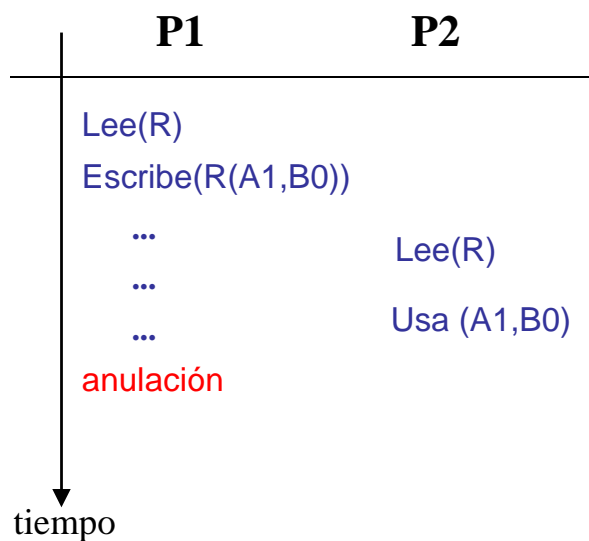 P1 P2
Lee(R)
Escribe(R(A1,B0))
...
Lee(R)
...
Usa (A1,B0)
...
anulación
tiempo